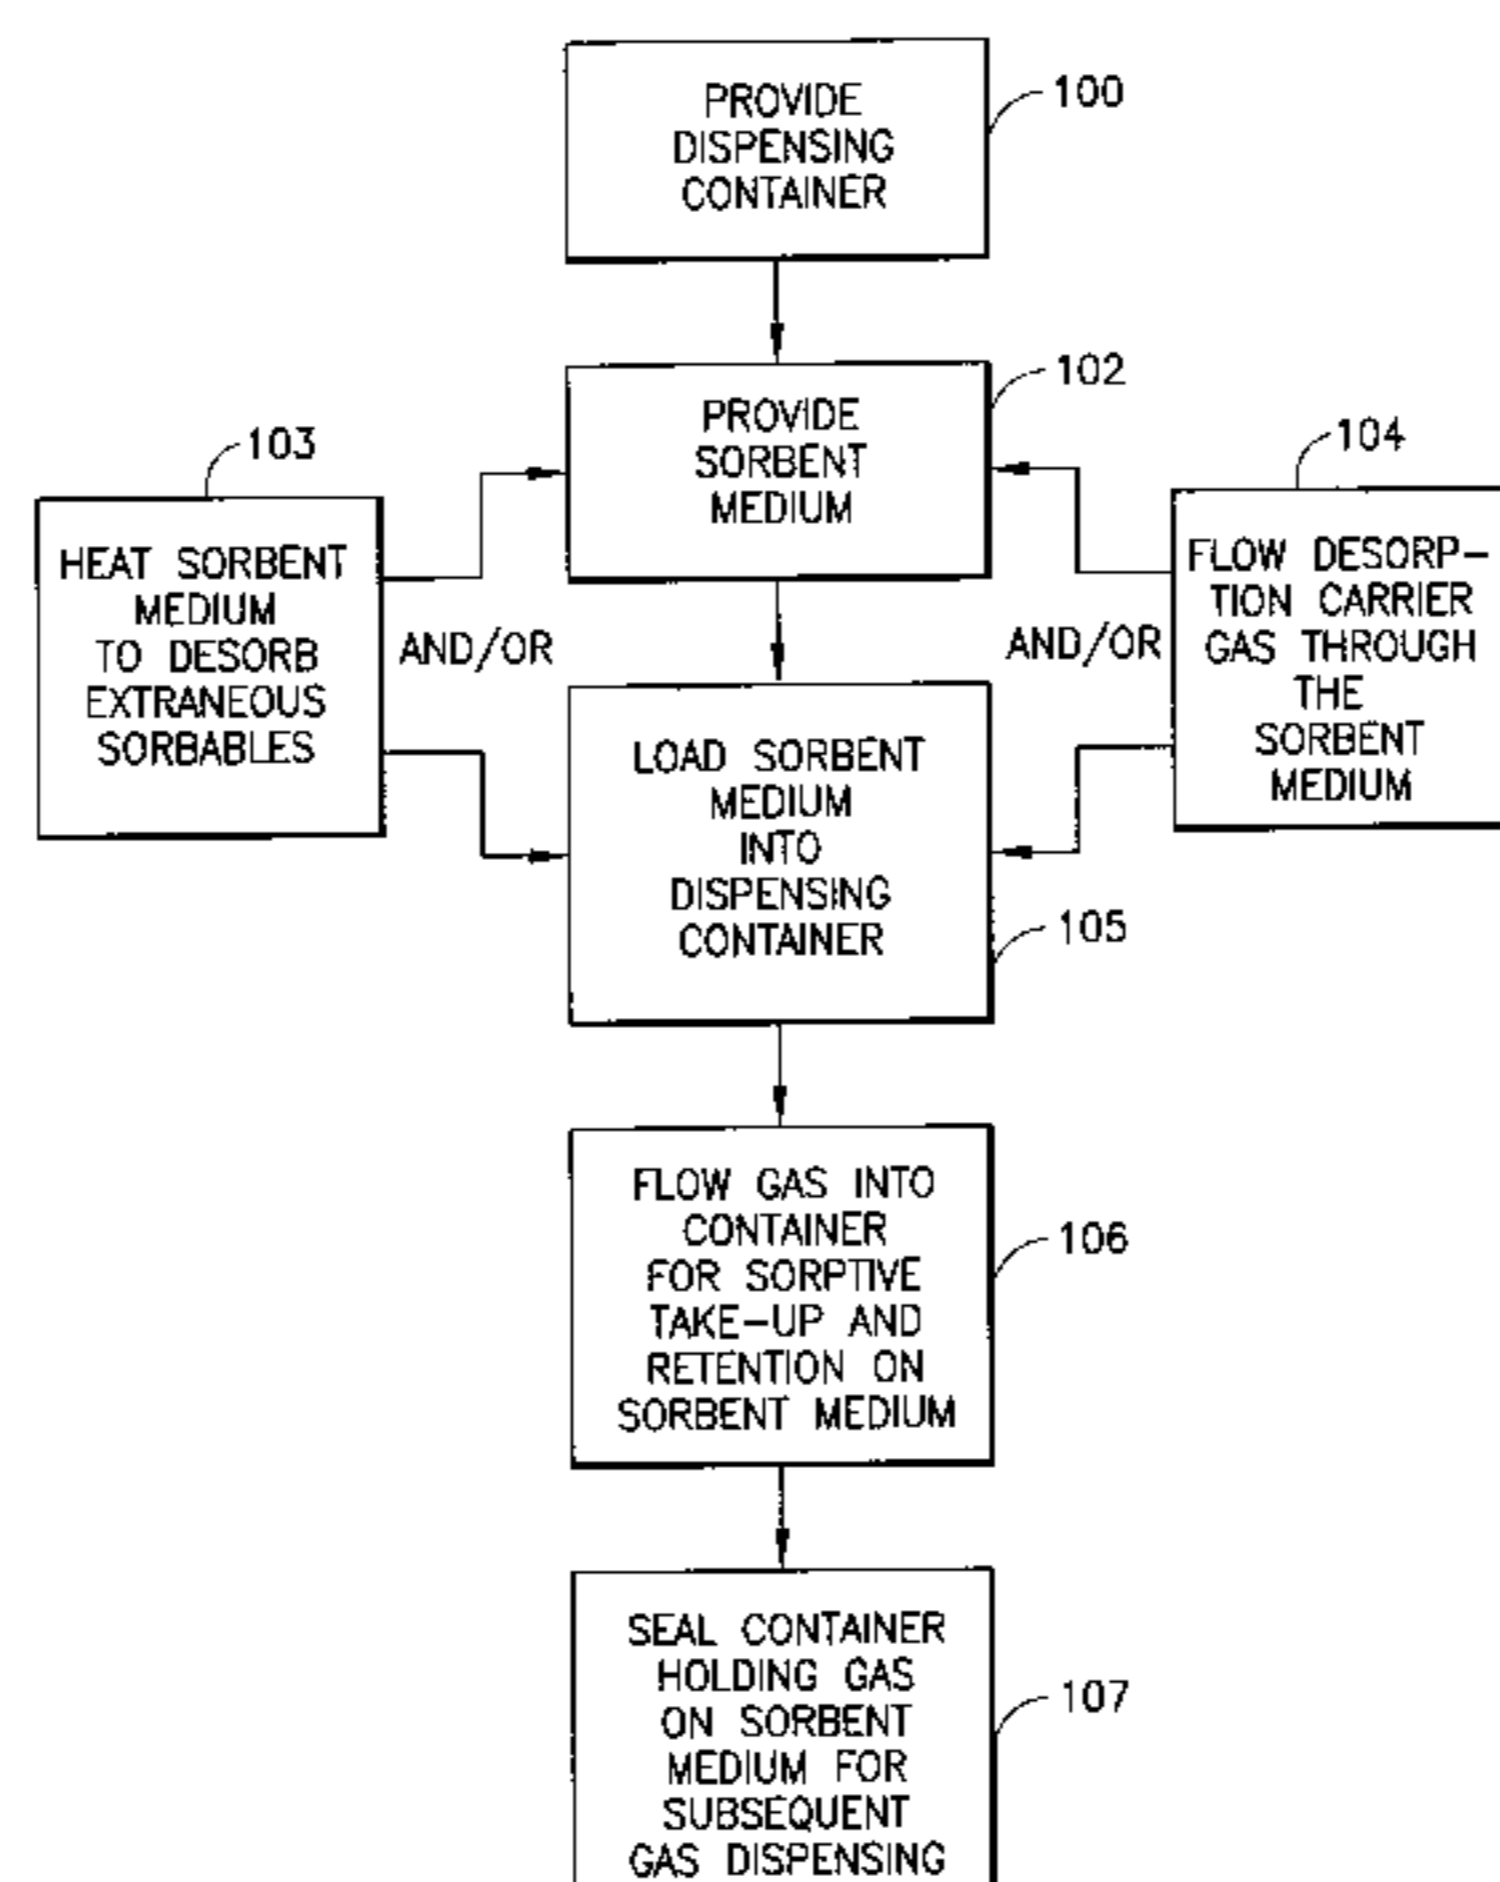 PROVIDE
DISPENSING
CONTAINER
100
PROVIDE
SORBENT
MEDIUM
102
103
HEAT SORBENT
MEDIUM
TO DESORB
EXTRANEOUS
SORBABLES
AND/OR
AND/OR
104
FLOW DESORP-
TION CARRIER
GAS THROUGH
THE
SORBENT
MEDIUM
LOAD SORBENT
MEDIUM
INTO
DISPENSING
CONTAINER
105
FLOW GAS INTO
CONTAINER
FOR SORPTIVE
TAKE-UP AND
RETENTION ON
SORBENT MEDIUM
106
SEAL CONTAINER
HOLDING GAS
ON SORBENT
MEDIUM FOR
SUBSEQUENT
GAS DISPENSING
107